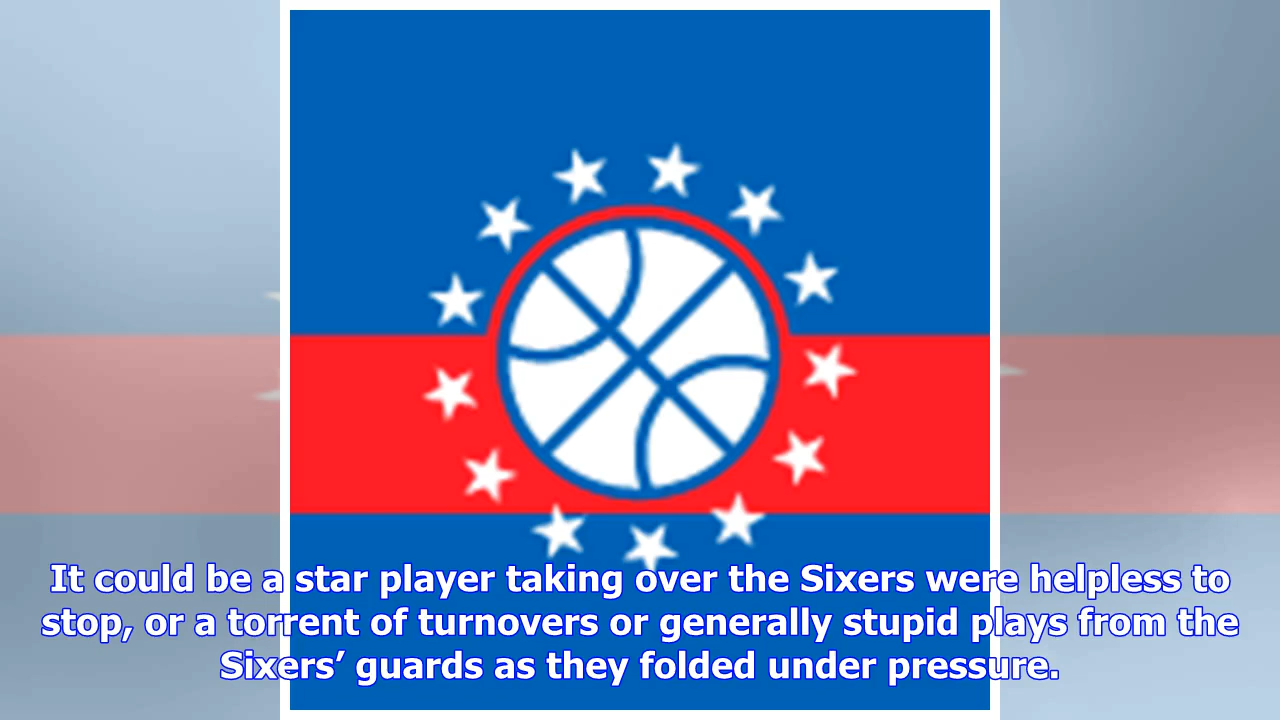 It could be a star player taking over the Sixers were helpless to
stop, or a torrent of turnovers or generally stupid plays from the
Sixers’ guards as they folded under pressure.